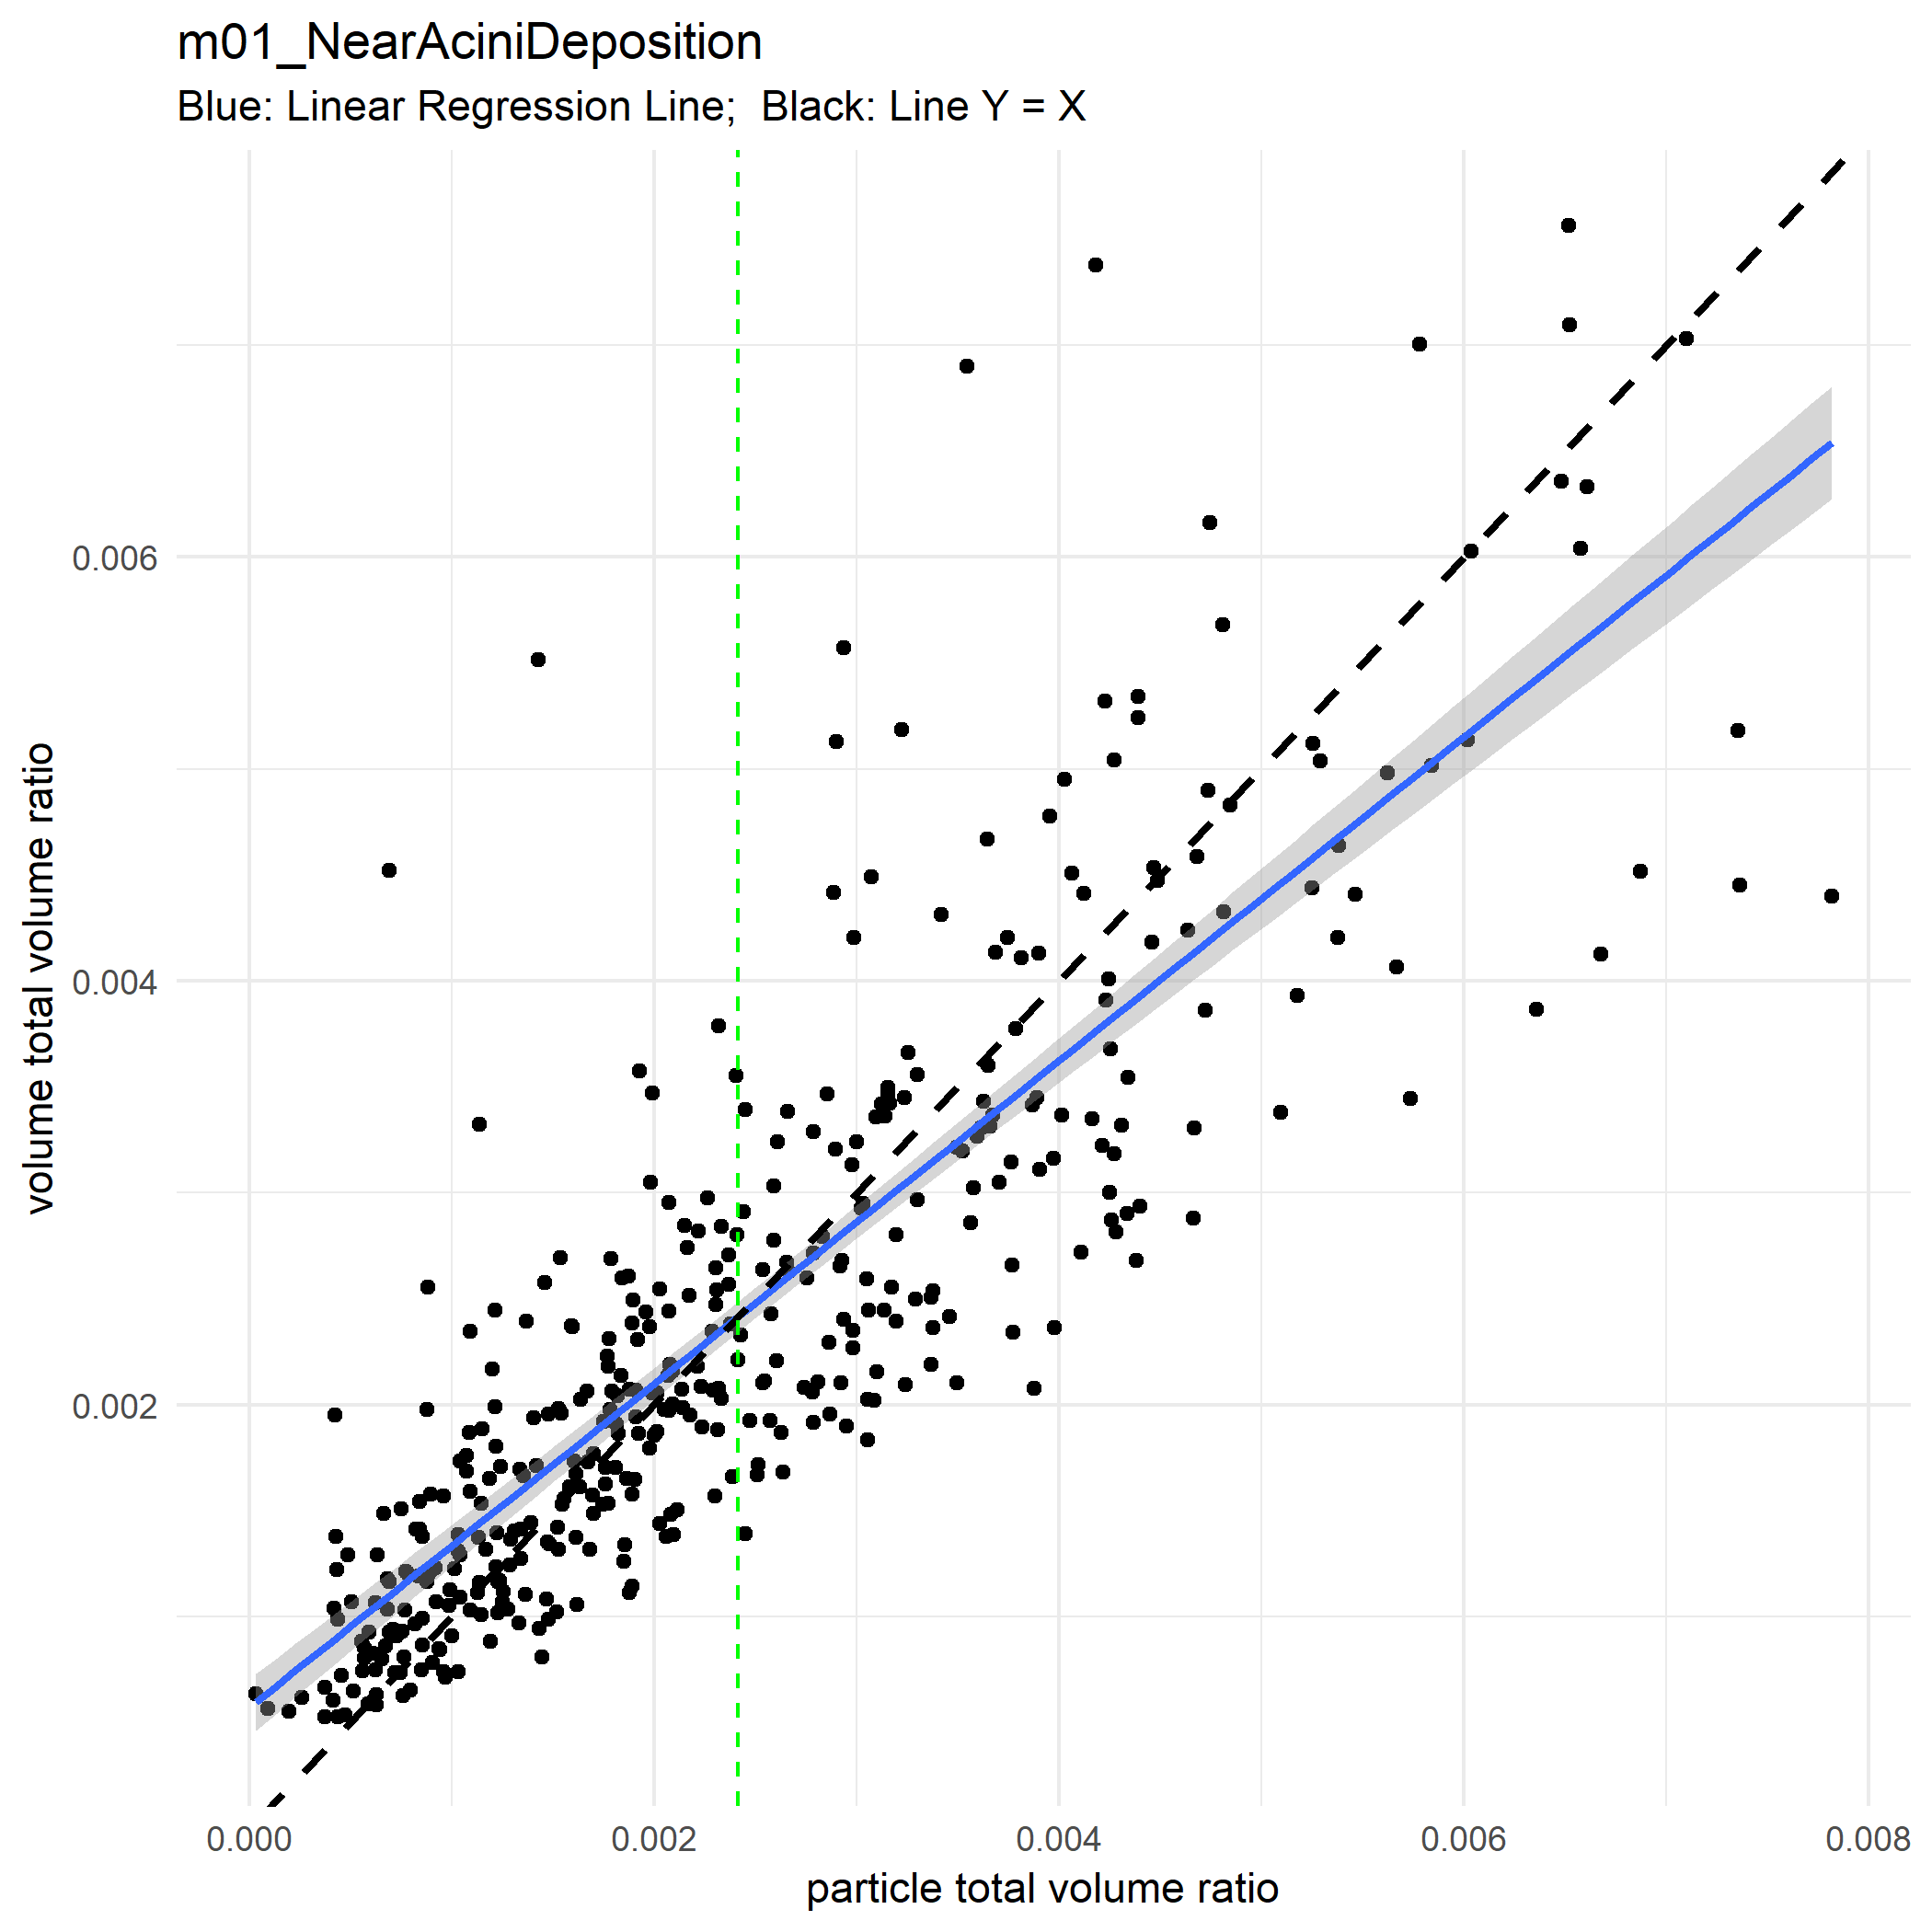 m01_NearAciniDeposition
Blue: Linear Regression Line;  Black: Line Y = X
volume total volume ratio
0.006
0.004
0.002
0.000
0.002
0.004
0.006
0.008
particle total volume ratio